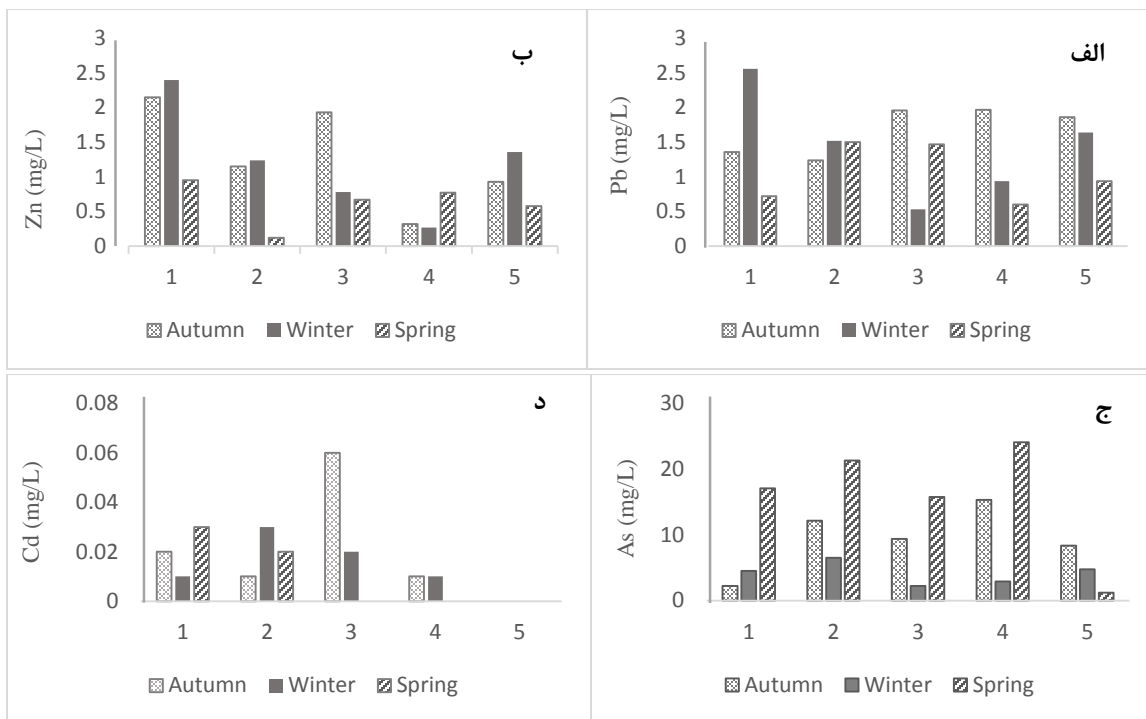 ب
3
2.5
2
1.5
1
0.5
0
Zn (mg/L)
1 2 3 4 5
Autumn Winter Spring
الف
3
2.5
2
1.5
1
0.5
0
Pb (mg/L)
1 2 3 4 5
Autumn Winter Spring
د
0.08
0.06
0.04
0.02
0
Cd (mg/L)
1 2 3 4 5
Autumn Winter Spring
ج
30
20
10
0
As (mg/L)
1 2 3 4 5
Autumn Winter Spring